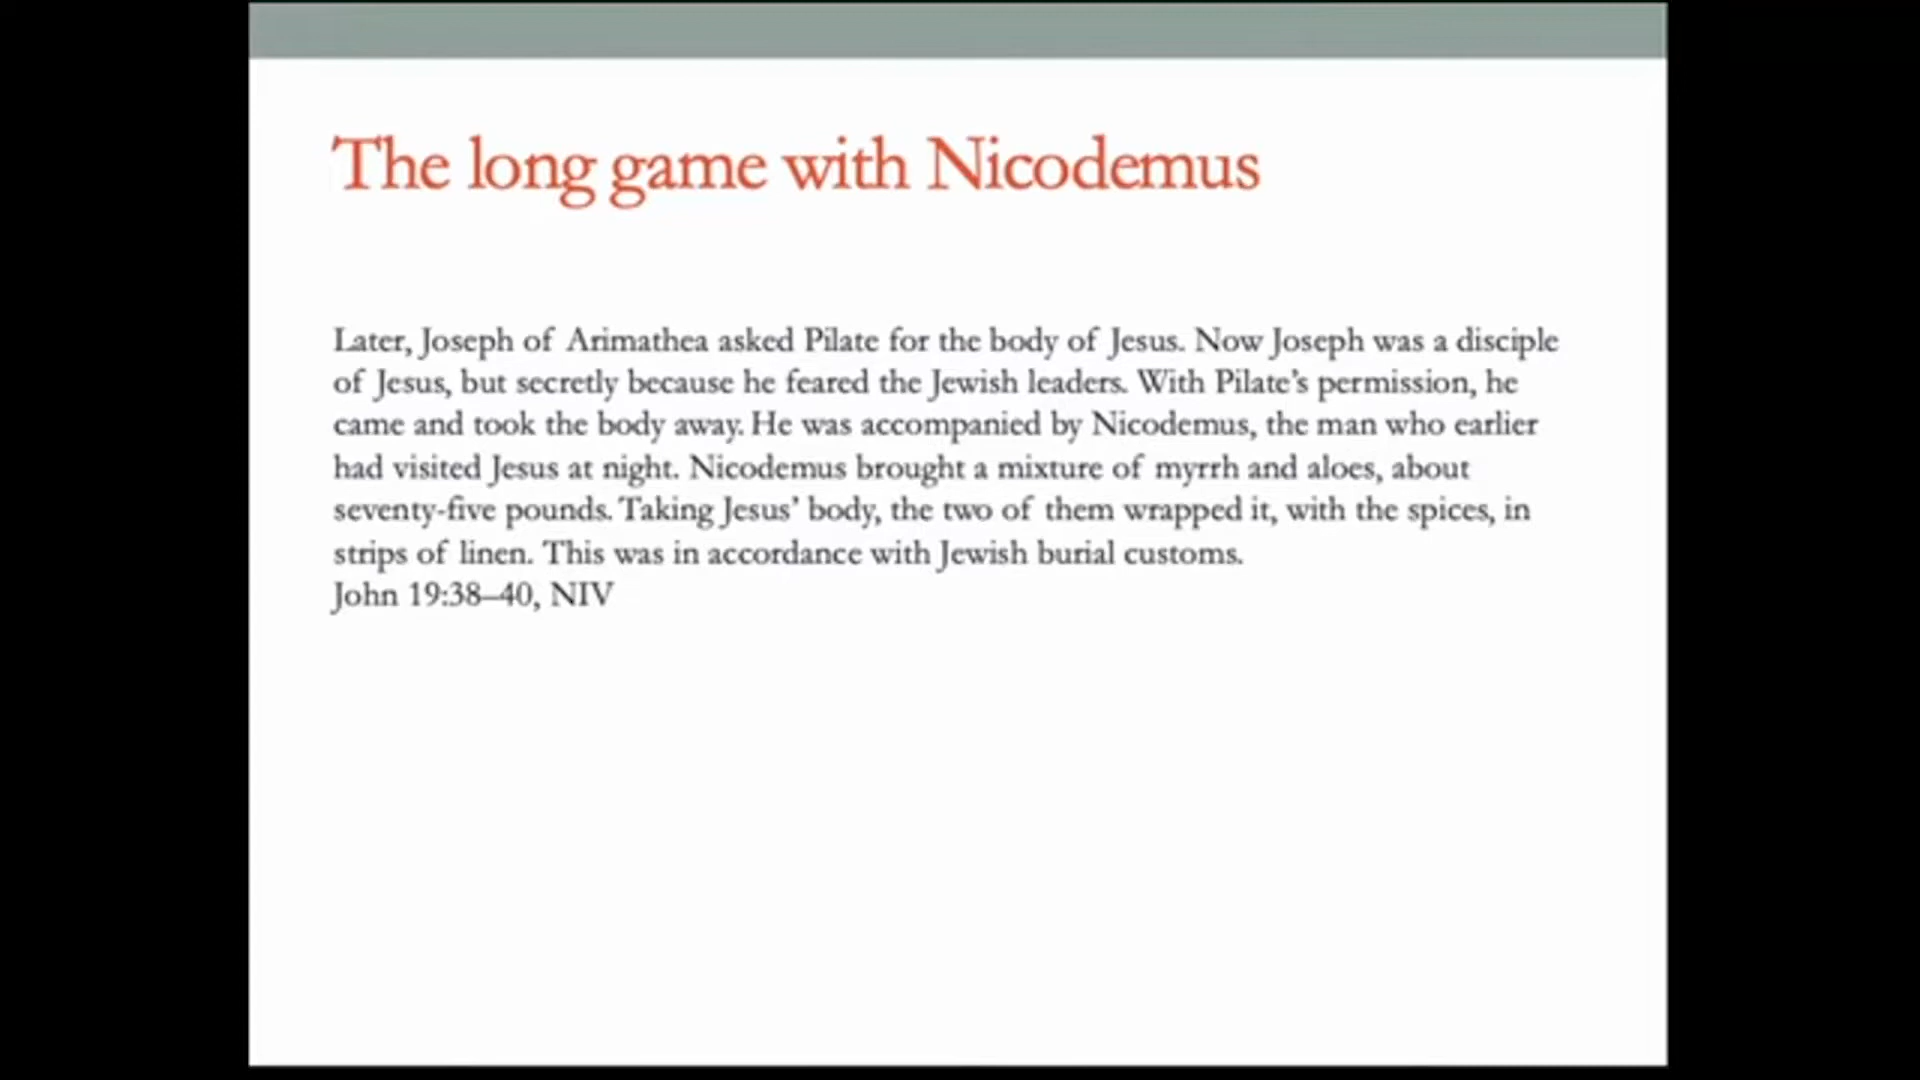 The long game with Nicodemus
Later, Joseph of Arimathea asked Pilate for the body of Jesus. Now Joseph was a disciple
of Jesus, but secretly because he feared the Jewish leaders. With Pilate’s permission, he
came and took the body away. He was accompanied by Nicodemus, the man who earlier
had visited Jesus at night. Nicodemus brought a mixture of myrrh and aloes, about
seventy-five pounds. Taking Jesus’ body, the two of them wrapped it, with the spices, in
strips of linen. This was in accordance with Jewish burial customs.
John 19:38–40, NIV